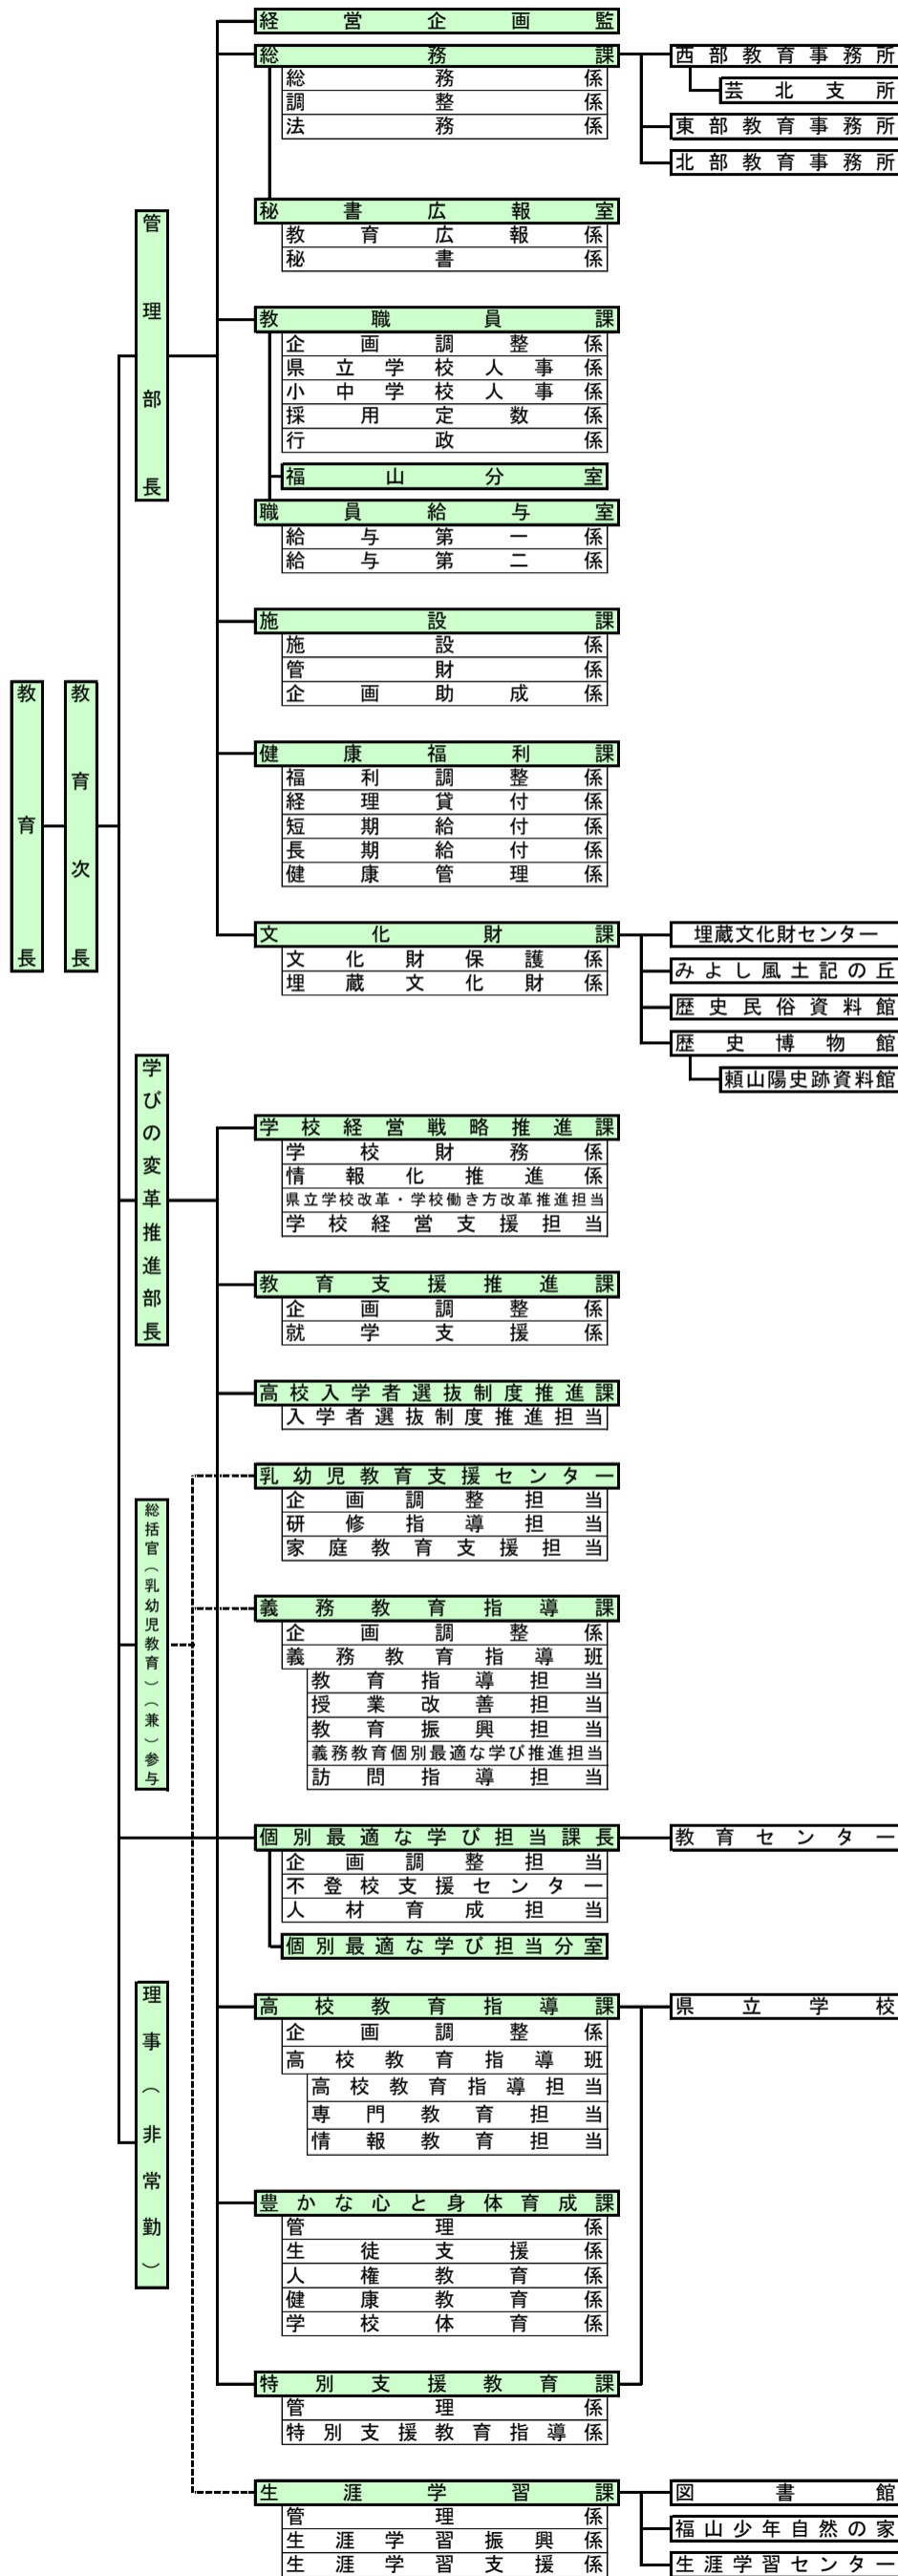 経営企画監
総務課
総務係
調整係
法務係
西部教育事務所
芸北支所
東部教育事務所
北部教育事務所
秘書広報室
教育広報係
秘書係
管理部長
教職員課
企画調整係
県立学校人事係
小中学校人事係
採用定数係
行政係
福山分室
職員給与室
給与第一係
給与第二係
施設課
施設係
管財係
企画助成係
教育長
教育次長
健康福利課
福利調整係
経理貸付係
短期給付係
長期給付係
健康管理係
文化財課
文化財保護係
埋蔵文化財係
埋蔵文化財センター
みよし風土記の丘
歴史民俗資料館
歴史博物館
頼山陽史跡資料館
学びの変革推進部長
学校経営戦略推進課
学校財務係
情報化推進係
県立学校改革・学校働き方改革推進担当
学校経営支援担当
教育支援推進課
企画調整係
就学支援係
高校入学者選抜制度推進課
入学者選抜制度推進担当
総括官（乳幼児教育）（兼）参与
乳幼児教育支援センター
企画調整担当
研修指導担当
家庭教育支援担当
義務教育指導課
企画調整係
義務教育指導班
教育指導担当
授業改善担当
教育振興担当
義務教育個別最適な学び推進担当
訪問指導担当
個別最適な学び担当課長
企画調整担当
不登校支援センター
人材育成担当
個別最適な学び担当分室
教育センター
理事（非常勤）
高校教育指導課
企画調整係
高校教育指導班
高校教育指導担当
専門教育担当
情報教育担当
県立学校
豊かな心と身体育成課
管理係
生徒支援係
人権教育係
健康教育係
学校体育係
特別支援教育課
管理係
特別支援教育指導係
生涯学習課
管理係
生涯学習振興係
生涯学習支援係
図書館
福山少年自然の家
生涯学習センター